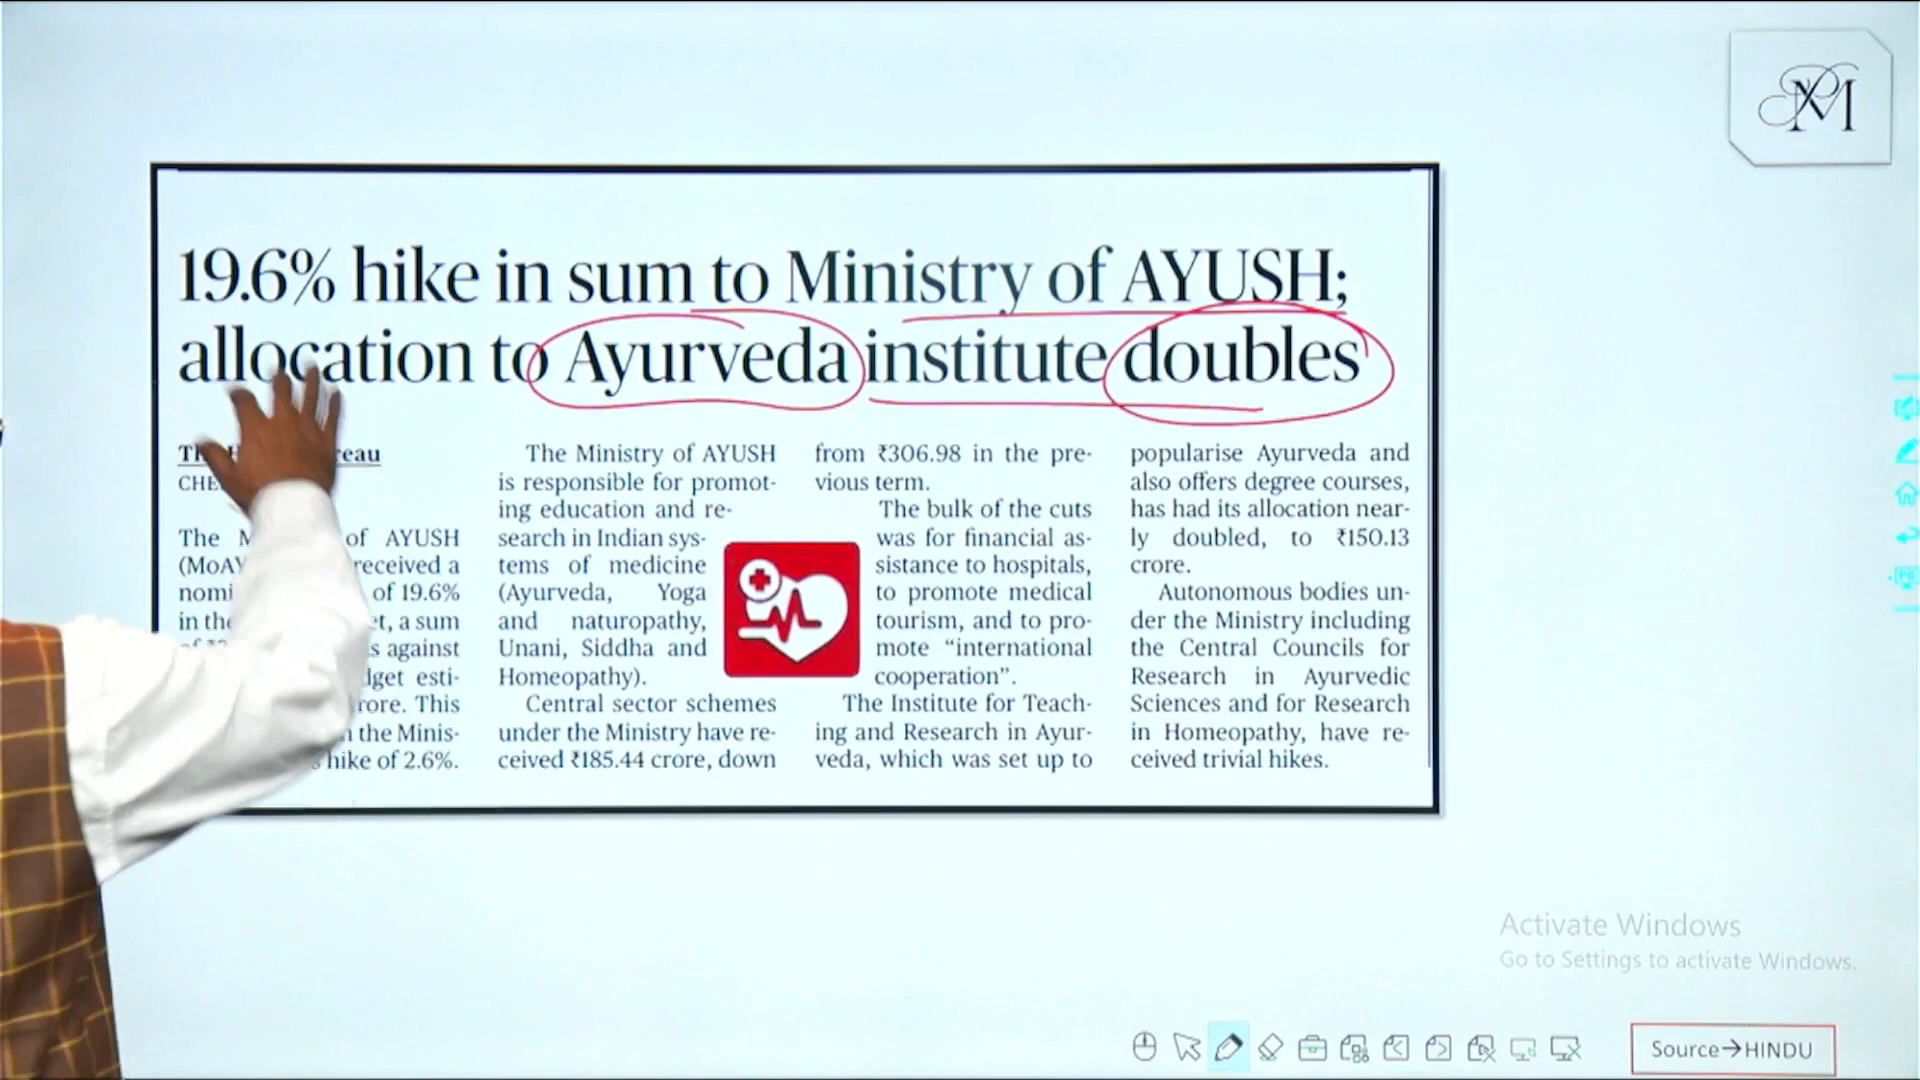 PM
19.6% hike in sum to Ministry of AYUSH;
allocation to Ayurveda institute doubles
The M of AYUSH
received a
of 19.6%
in the a sum
against
esti-
This
the Minis-
hike of 2.6%.
The Ministry of AYUSH
is responsible for promot-
ing education and re-
search in Indian sys-
tems of medicine
(Ayurveda, Yoga
and naturopathy,
Unani, Siddha and
Homeopathy).
Central sector schemes
under the Ministry have re-
ceived ₹185.44 crore, down
from ₹306.98 in the pre-
vious term.
The bulk of the cuts
was for financial as-
sistance to hospitals,
to promote medical
tourism, and to pro-
mote “international
cooperation”.
The Institute for Teach-
ing and Research in Ayur-
veda, which was set up to
popularise Ayurveda and
also offers degree courses,
has had its allocation near-
ly doubled, to ₹150.13
crore.
Autonomous bodies un-
der the Ministry including
the Central Councils for
Research in Ayurvedic
Sciences and for Research
in Homeopathy, have re-
ceived trivial hikes.
Activate Windows
Go to Settings to activate Windows.
Source→HINDU